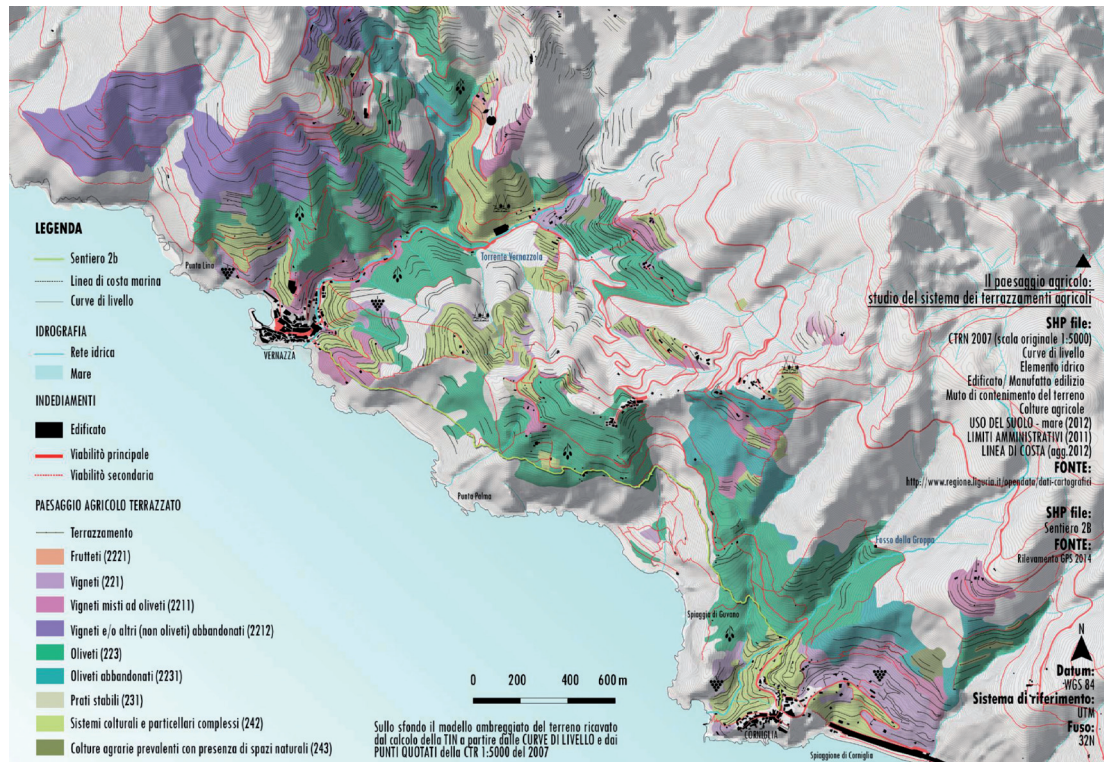 LEGENDA
Sentiero 2b
Linea di costa marina
Curve di livello
IDROGRAFIA
Rete idrica
Mare
INDEDIAMENTI
Edificato
Viabilitò principale
Viabilitò secondaria
PAESAGGIO AGRICOLO TERRAZZATO
Terrazzamento
Frutteti (2221)
Vigneti (221)
Vigneti misti ad oliveti (2211)
Vigneti e/o altri (non oliveti) abbandonati (2212)
Oliveti (223)
Oliveti abbandonati (2231)
Prati stabili (231)
Sistemi colturali e particellari complessi (242)
Colture agrarie prevalenti con presenza di spazi naturali (243)
Punta Lina
VERNAZZA
Torrente Vernazzola
Punta Palma
Fosso della Groppa
Spiaggia di Guvano
CORNIGLIA
Spiaggione di Corniglia
0 200 400 600 m
Sullo sfondo il modello ombreggiato del terreno ricavato
dal calcolo della TIN a partire dalle CURVE DI LIVELLO e dai
PUNTI QUOTATI della CTR 1:5000 del 2007
Il paesaggio agricolo:
studio del sistema dei terrazzamenti agricoli
SHP file:
CTRN 2007 (scala originale 1:5000)
Curve di livello
Elemento idrico
Edificato/ Manufatto edilizio
Muto di contenimento del terreno
Colture agricole
USO DEL SUOLO - mare (2012)
LIMITI AMMINISTRATIVI (2011)
LINEA DI COSTA (agg.2012)
FONTE:
http://www.regione.liguria.it/opendata/dati-cartografici
SHP file:
Sentiero 2B
FONTE:
Rilevamento GPS 2014
N
Datum:
WGS 84
Sistema di riferimento:
UTM
Fuso:
32N